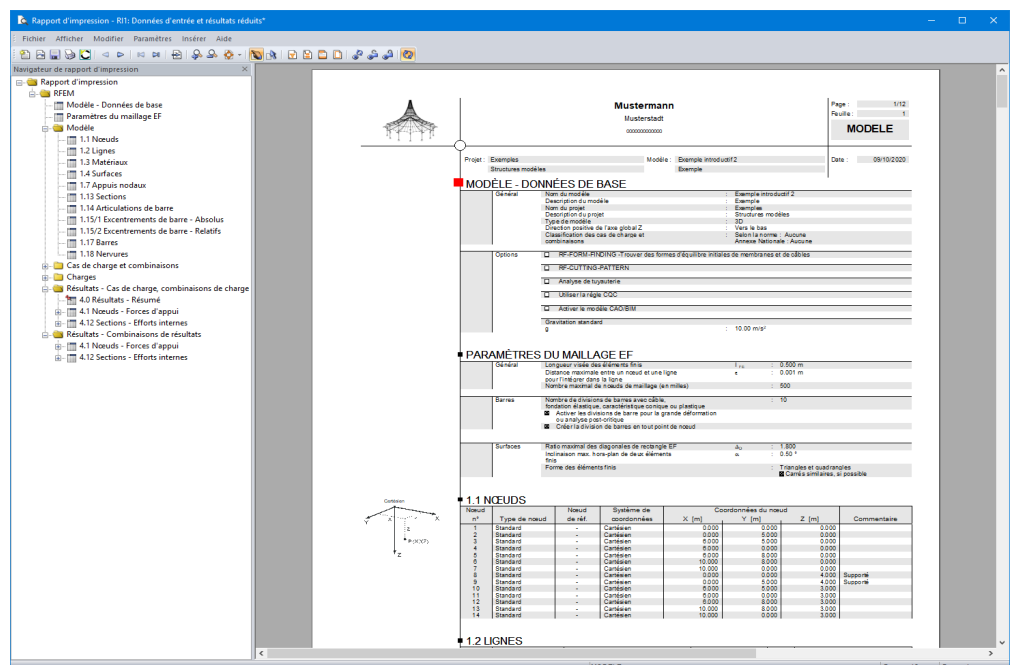 Rapport d'impression - RI1: Données d'entrée et résultats réduits*
Fichier Afficher Modifier Paramètres Insérer Aide
Navigateur de rapport d'impression
Rapport d'impression
RFEM
Modèle - Données de base
Paramètres du maillage EF
Modèle
1.1 Nœuds
1.2 Lignes
1.3 Matériaux
1.4 Surfaces
1.7 Appuis nodaux
1.13 Sections
1.14 Articulations de barre
1.15/1 Excentrements de barre - Absolus
1.15/2 Excentrements de barre - Relatifs
1.17 Barres
1.18 Nervures
Cas de charge et combinaisons
Charges
Résultats - Cas de charge, combinaisons de charge
4.0 Résultats - Résumé
4.1 Nœuds - Forces d'appui
4.12 Sections - Efforts internes
Résultats - Combinaisons de résultats
4.1 Nœuds - Forces d'appui
4.12 Sections - Efforts internes
Mustermann
Musterstadt
000000000000
Page : 1/12
Feuille : 1
MODELE
Projet : Exemples Modèle : Exemple introductif 2 Date : 09/10/2020
Structures modèles Exemple
MODÈLE - DONNÉES DE BASE
Général Nom du modèle : Exemple introductif 2
Description du modèle : Exemple
Nom du projet : Exemples
Description du projet : Structures modèles
Type de modèle : 3D
Direction positive de l'axe global Z : Vers le bas
Classification des cas de charge et : Selon la norme : Aucune
combinaisons Annexe Nationale : Aucune
Options RF-FORM-FINDING - Trouver des formes d'équilibre initiales de membranes et de câbles
RF-CUTTING-PATTERN
Analyse de tuyauterie
Utiliser la règle CQC
Activer le modèle CAO/BIM
Gravitation standard
g : 10.00 m/s²
PARAMÈTRES DU MAILLAGE EF
Général Longueur visée des éléments finis l FE : 0.500 m
Distance maximale entre un nœud et une ligne ε : 0.001 m
pour l'intégrer dans la ligne
Nombre maximal de nœuds de maillage (en milles) : 500
Barres Nombre de divisions de barres avec câble, : 10
fondation élastique, caractéristique conique ou plastique
Activer les divisions de barre pour la grande déformation
ou analyse post-critique
Créer la division de barres en tout point de nœud
Surfaces Ratio maximal des diagonales de rectangle EF ΔD : 1.800
Inclinaison max. hors-plan de deux éléments α : 0.50 °
finis
Forme des éléments finis : Triangles et quadrangles
Carrés similaires, si possible
1.1 NŒUDS
Cartésien
Y X X Z P (X,Y,Z) Z
Nœud Nœud Système de Coordonnées du nœud
n° Type de nœud de réf. coordonnées X [m] Y [m] Z [m] Commentaire
1 Standard - Cartésien 0.000 0.000 0.000
2 Standard - Cartésien 0.000 5.000 0.000
3 Standard - Cartésien 6.000 5.000 0.000
4 Standard - Cartésien 6.000 0.000 0.000
5 Standard - Cartésien 6.000 8.000 0.000
6 Standard - Cartésien 10.000 8.000 0.000
7 Standard - Cartésien 10.000 0.000 0.000
8 Standard - Cartésien 0.000 0.000 4.000 Supporté
9 Standard - Cartésien 0.000 5.000 4.000 Supporté
10 Standard - Cartésien 6.000 5.000 3.000
11 Standard - Cartésien 6.000 0.000 3.000
12 Standard - Cartésien 6.000 8.000 3.000
13 Standard - Cartésien 10.000 8.000 3.000
14 Standard - Cartésien 10.000 0.000 3.000
1.2 LIGNES